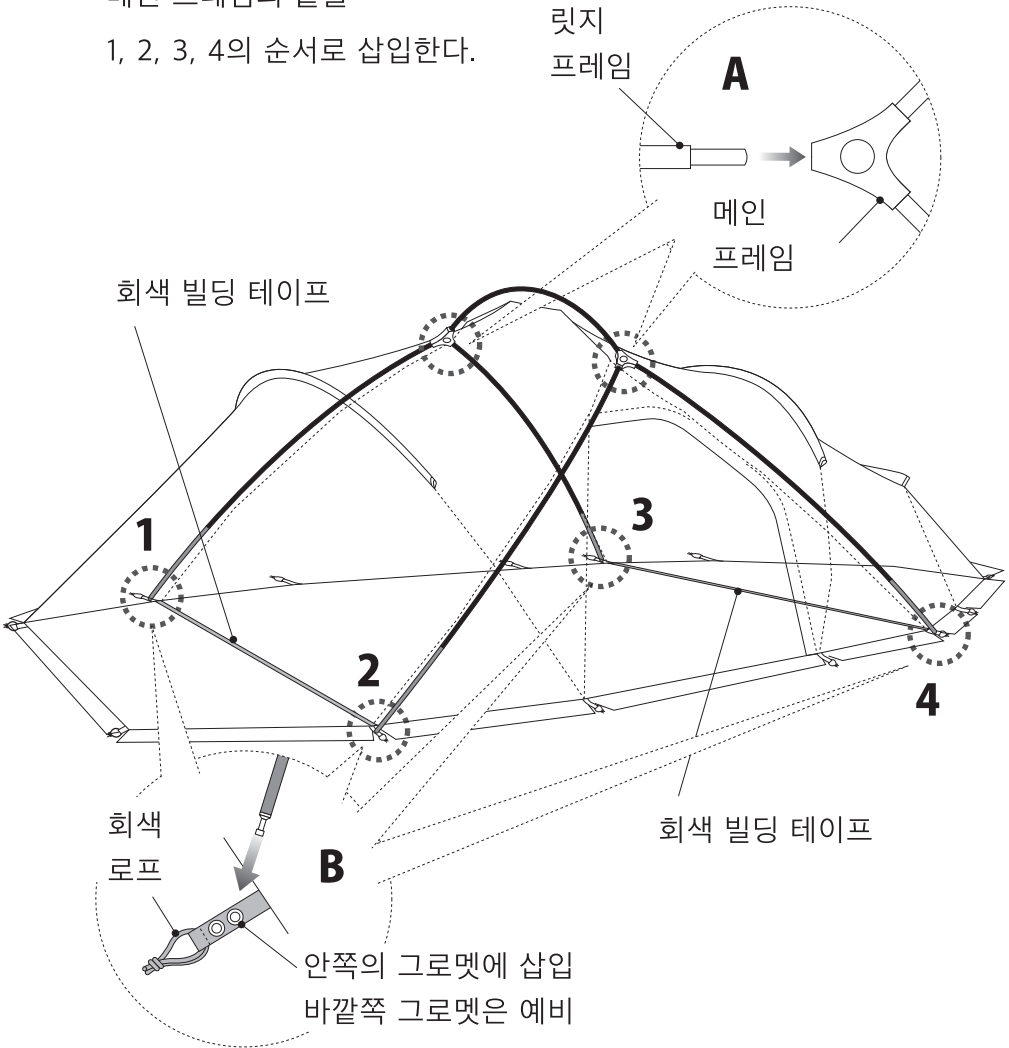 1, 2, 3, 4의 순서로 삽입한다.
릿지
프레임
A
메인
프레임
회색 빌딩 테이프
1
3
2
4
회색
로프
B
회색 빌딩 테이프
안쪽의 그로멧에 삽입
바깥쪽 그로멧은 예비